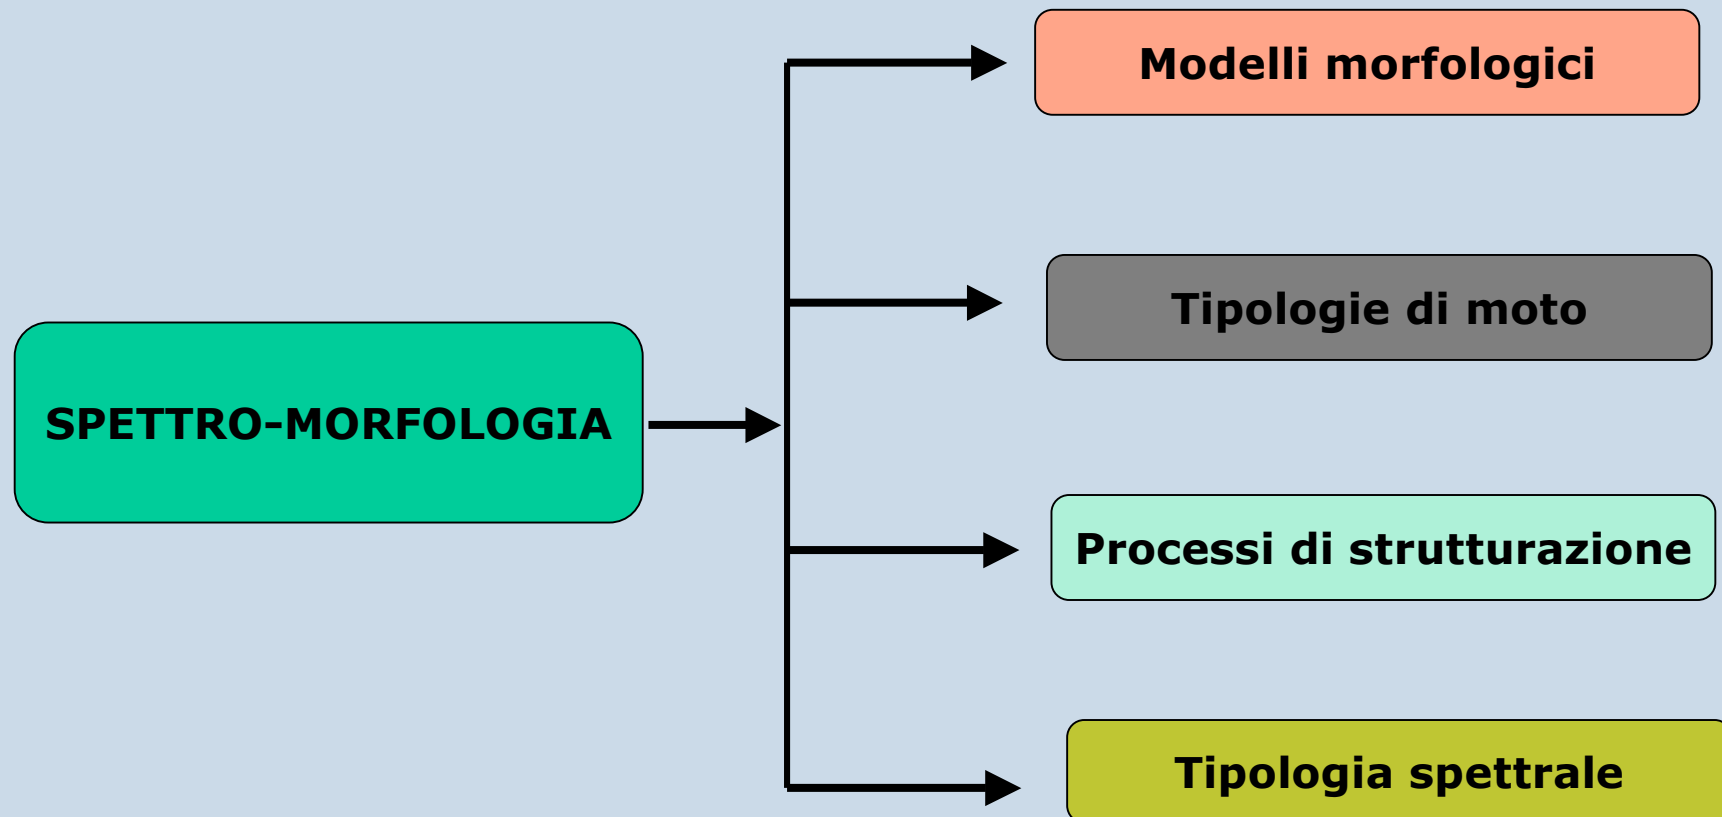 SPETTRO-MORFOLOGIA
Modelli morfologici
Tipologie di moto
Processi di strutturazione
Tipologia spettrale